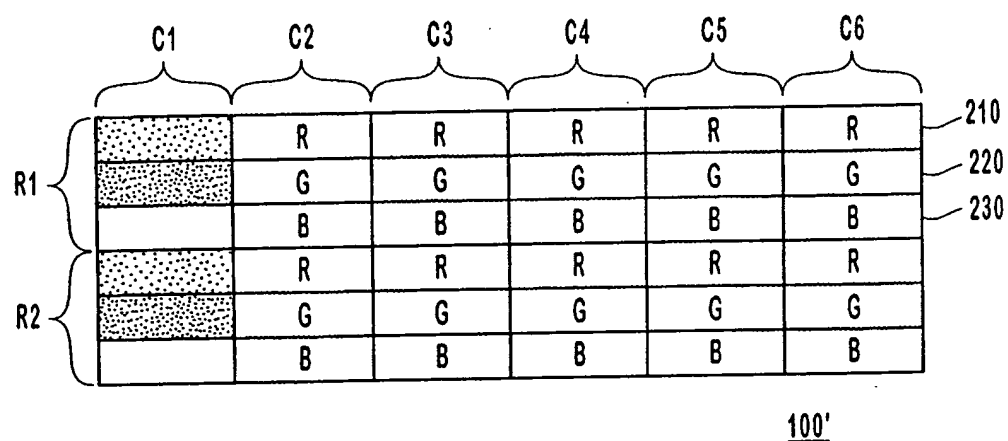 C1 C2 C3 C4 C5 C6
R R R R R 210
R1 G G G G G 220
B B B B B 230
R R R R R
R2 G G G G G
B B B B B
100'